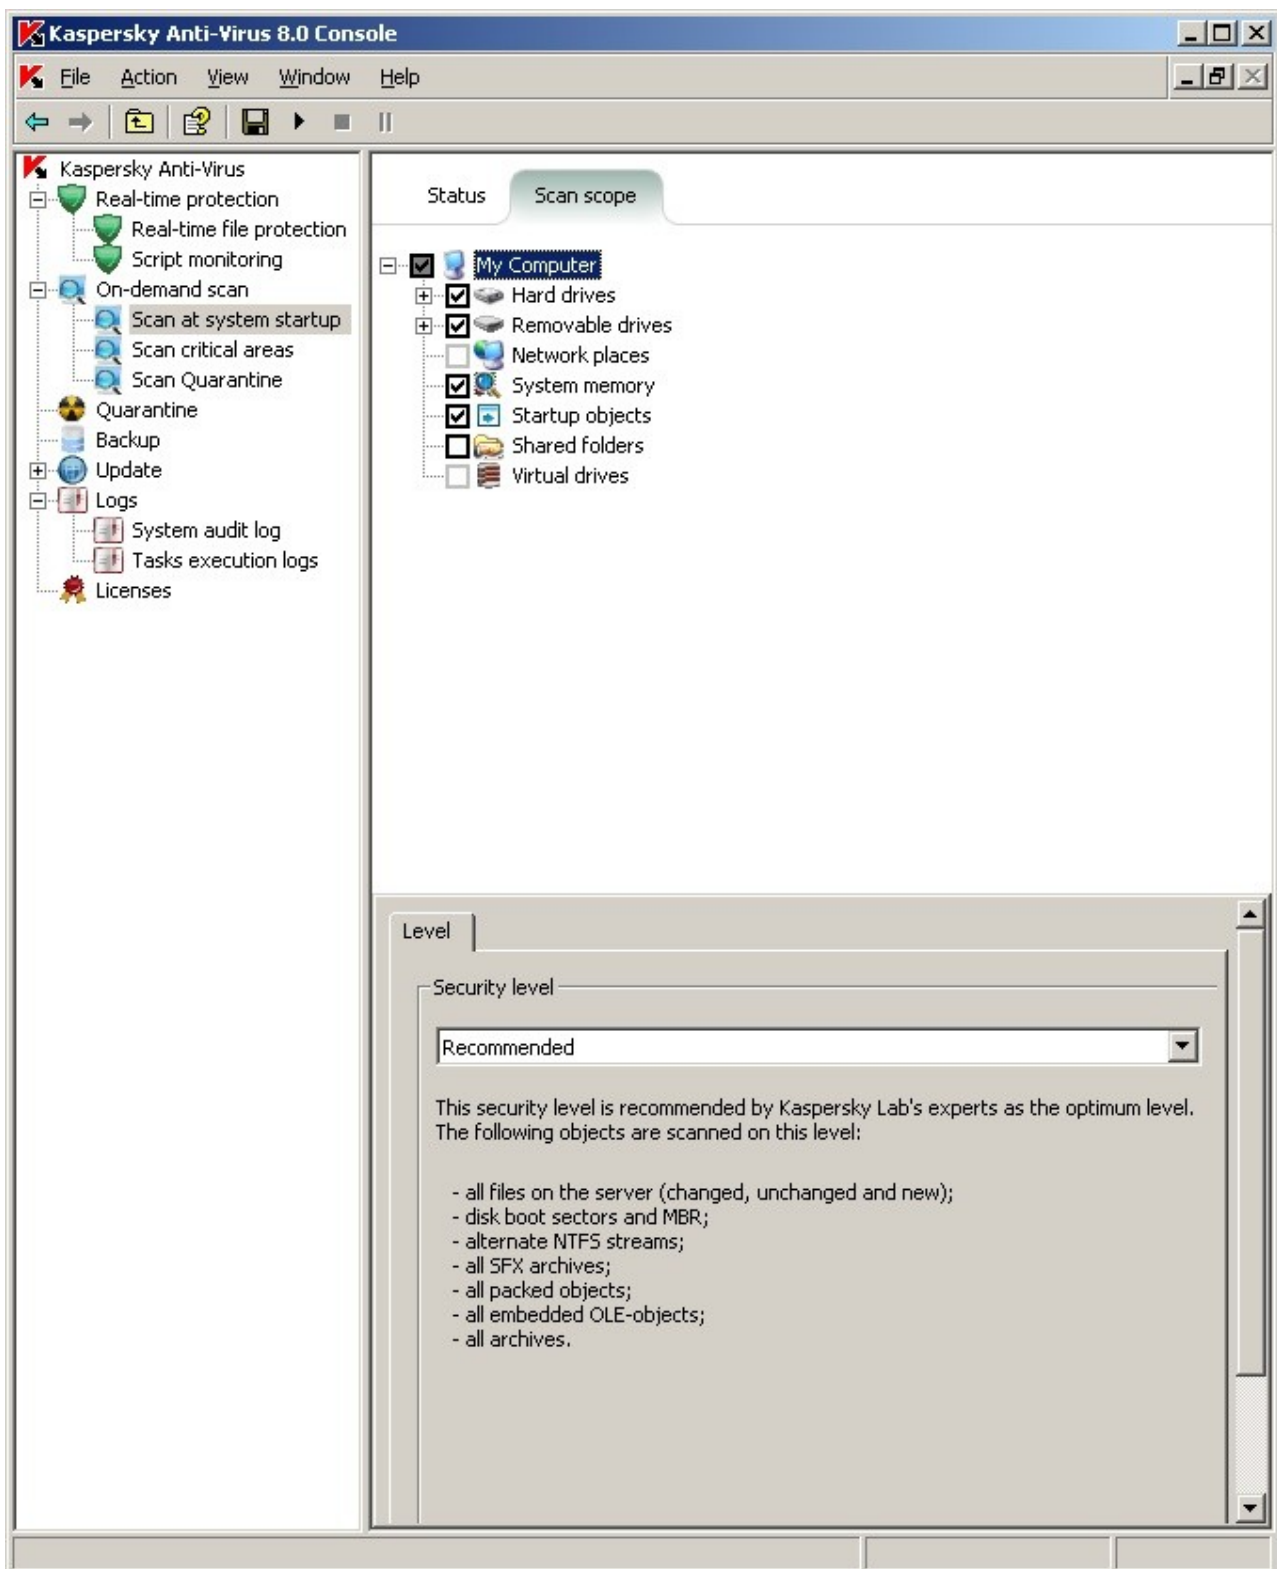 Kaspersky Anti-Virus 8.0 Console
File Action View Window Help
Kaspersky Anti-Virus
Real-time protection
Real-time file protection
Script monitoring
On-demand scan
Scan at system startup
Scan critical areas
Scan Quarantine
Quarantine
Backup
Update
Logs
System audit log
Tasks execution logs
Licenses
Status Scan scope
My Computer
Hard drives
Removable drives
Network places
System memory
Startup objects
Shared folders
Virtual drives
Level
Security level
Recommended
This security level is recommended by Kaspersky Lab's experts as the optimum level.
The following objects are scanned on this level:
- all files on the server (changed, unchanged and new);
- disk boot sectors and MBR;
- alternate NTFS streams;
- all SFX archives;
- all packed objects;
- all embedded OLE-objects;
- all archives.